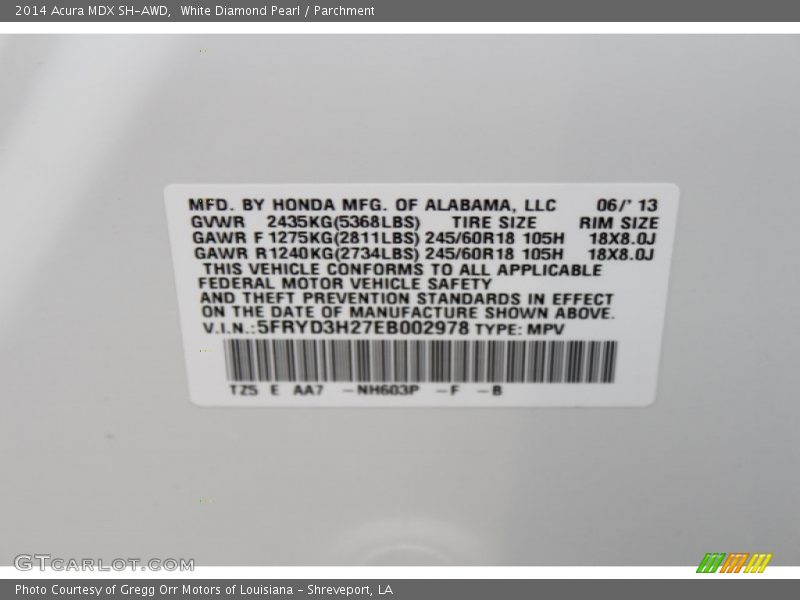 2014 Acura MDX SH-AWD,  White Diamond Pearl / Parchment
MFD. BY HONDA MFG. OF ALABAMA, LLC 06/' 13
GVWR 2435KG(5368LBS) TIRE SIZE RIM SIZE
GAWR F 1275KG(2811LBS) 245/60R18 105H 18X8.0J
GAWR R1240KG(2734LBS) 245/60R18 105H 18X8.0J
THIS VEHICLE CONFORMS TO ALL APPLICABLE
FEDERAL MOTOR VEHICLE SAFETY
AND THEFT PREVENTION STANDARDS IN EFFECT
ON THE DATE OF MANUFACTURE SHOWN ABOVE.
V.I.N.:5FRYD3H27EB002978 TYPE: MPV
TZ5 E AA7 -NH603P -F -B
GTCARLOT.COM
Photo Courtesy of Gregg Orr Motors of Louisiana - Shreveport, LA